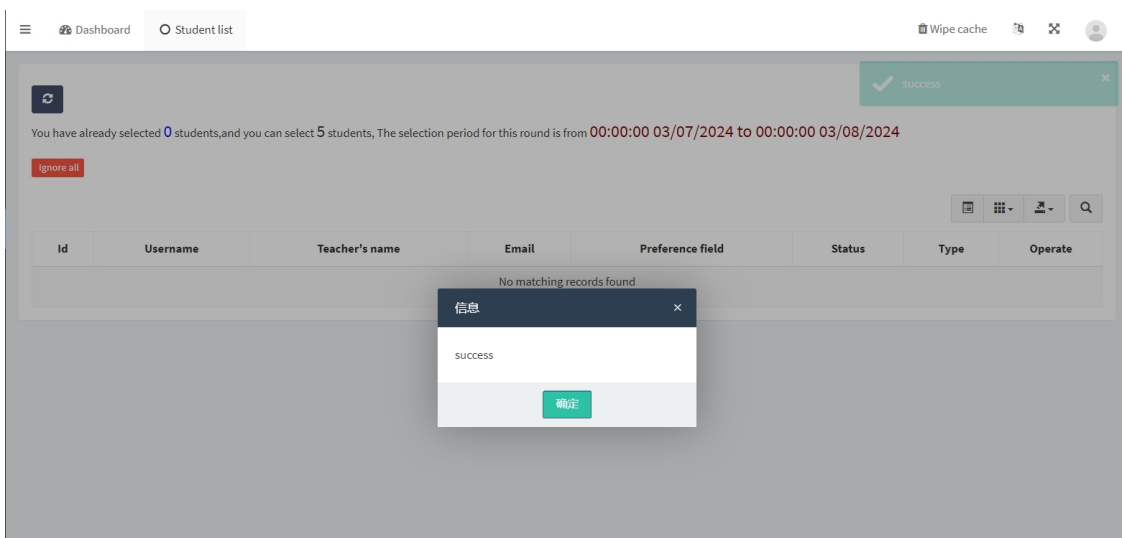 Dashboard Student list Wipe cache
success ×
You have already selected 0 students,and you can select 5 students, The selection period for this round is from 00:00:00 03/07/2024 to 00:00:00 03/08/2024
Ignore all
Id Username Teacher's name Email Preference field Status Type Operate
No matching records found
信息 ×
success
确定